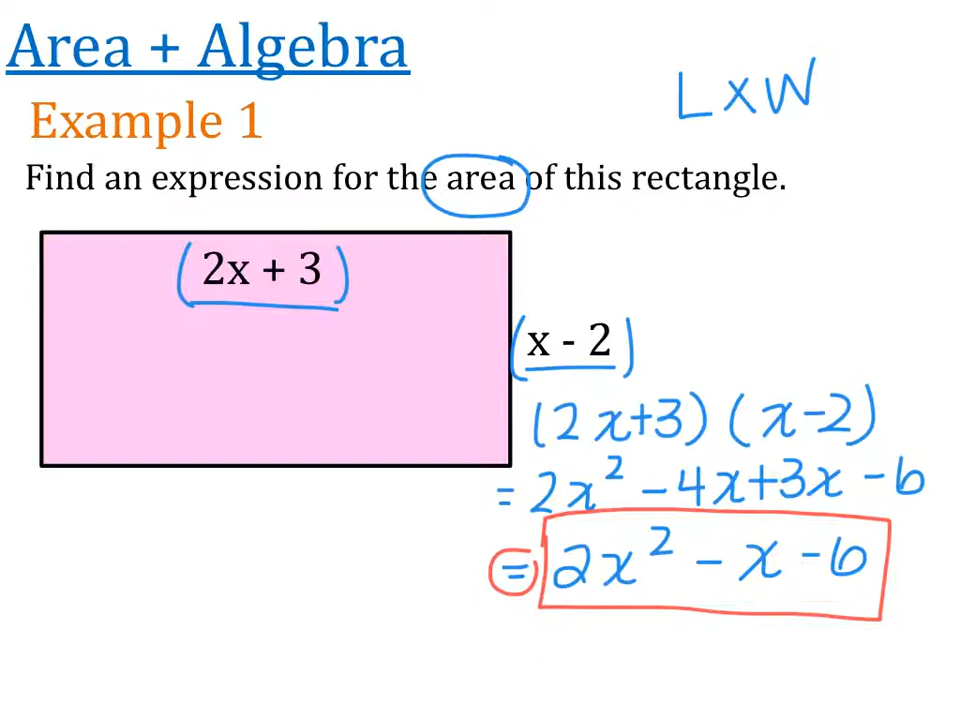 Area + Algebra
L x W
Example 1
Find an expression for the area of this rectangle.
(2x + 3)
(x - 2)
(2x+3) (x-2)
= 2x² - 4x+3x - 6
= 2x² - x - 6